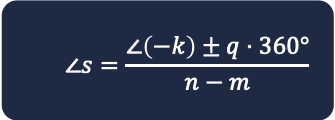 ∠s = ∠(−k) ± q · 360° / n − m